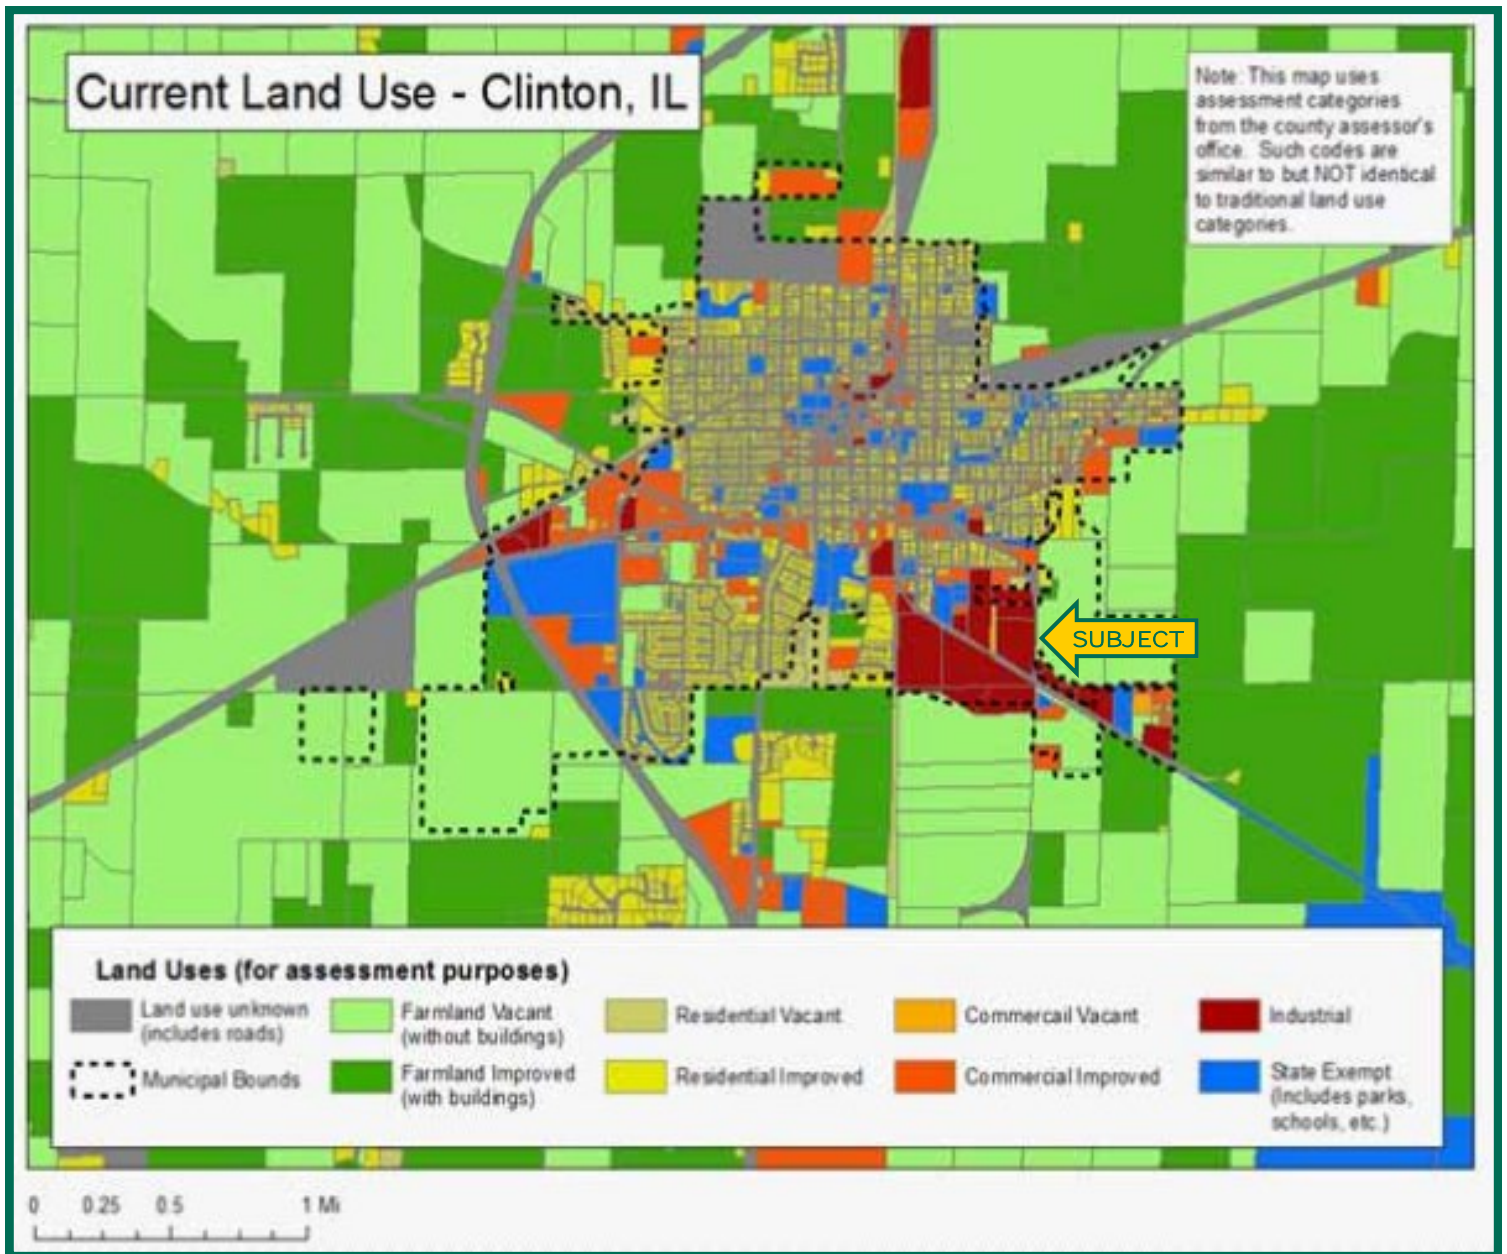 Current Land Use - Clinton, IL
Note: This map uses
assessment categories
from the county assessor's
office. Such codes are
similar to but NOT identical
to traditional land use
categories.
SUBJECT
Land Uses (for assessment purposes)
Land use unknown
(includes roads)
Farmland Vacant
(without buildings)
Residential Vacant
Commercail Vacant
Industrial
Municipal Bounds
Farmland Improved
(with buildings)
Residential Improved
Commercial Improved
State Exempt
(Includes parks,
schools, etc.)
0 0.25 0.5 1 Mi